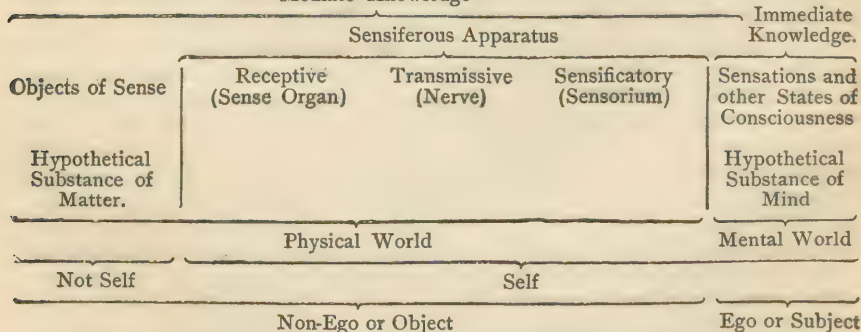 Immediate
Sensiferous Apparatus Knowledge.
Objects of Sense Receptive Transmissive Sensificatory Sensations and
(Sense Organ) (Nerve) (Sensorium) other States of
Consciousness
Hypothetical Hypothetical
Substance of Substance of
Matter. Mind
Physical World Mental World
Not Self Self
Non-Ego or Object Ego or Subject